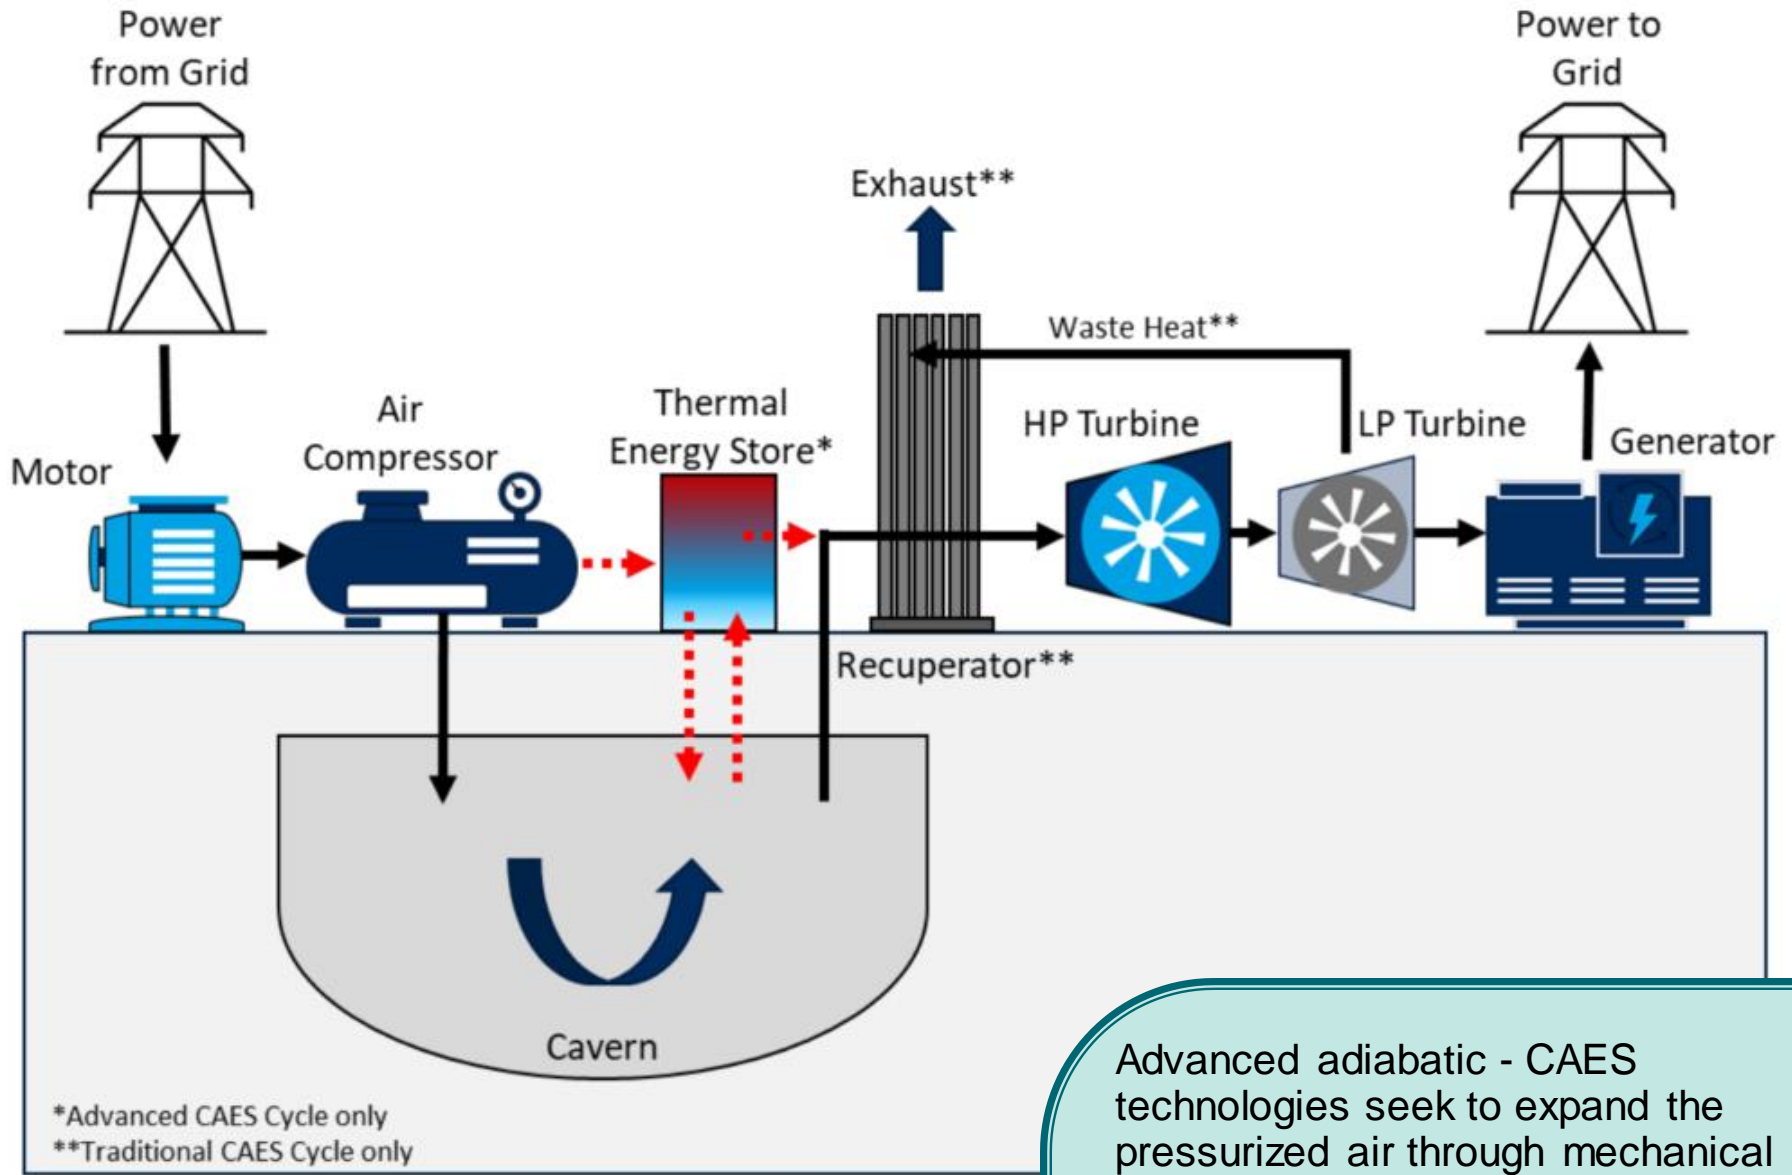 Power
from Grid
Power to
Grid
Exhaust**
Waste Heat**
Air
Compressor
Thermal
Energy Store*
HP Turbine
LP Turbine
Generator
Motor
Recuperator**
Cavern
*Advanced CAES Cycle only
**Traditional CAES Cycle only
Advanced adiabatic - CAES
technologies seek to expand the
pressurized air through mechanical